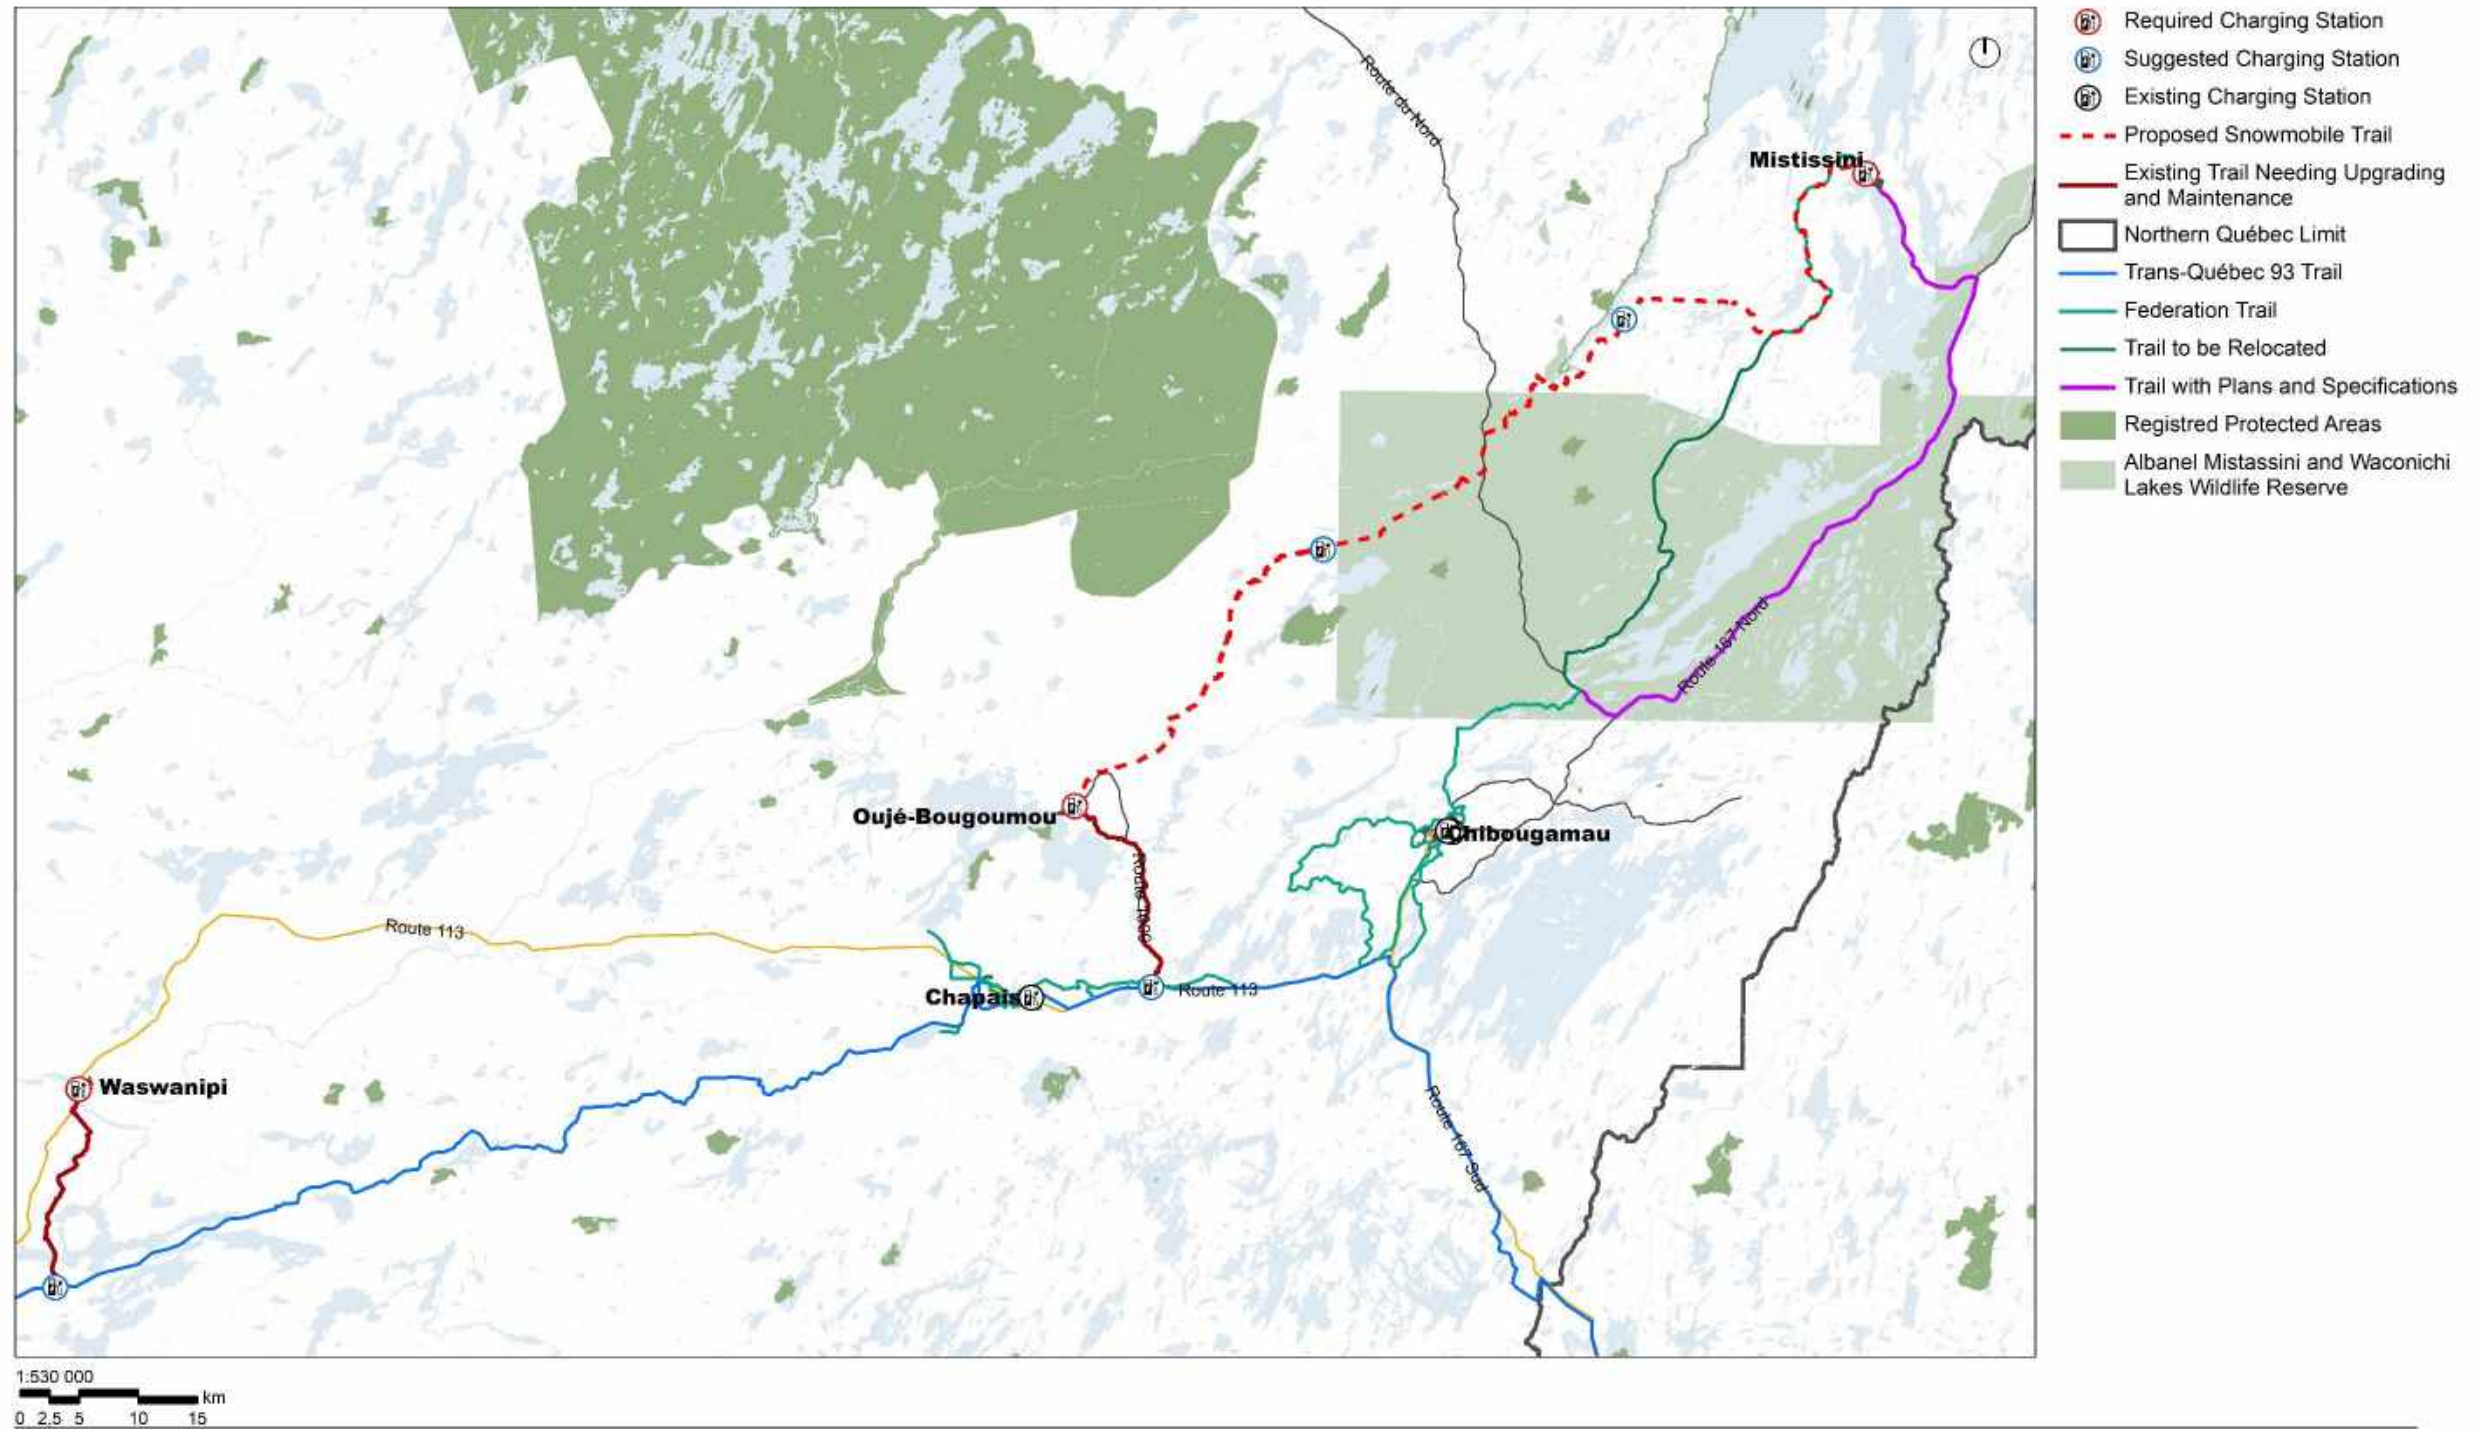 Required Charging Station
Suggested Charging Station
Existing Charging Station
Proposed Snowmobile Trail
Existing Trail Needing Upgrading
and Maintenance
Northern Québec Limit
Trans-Québec 93 Trail
Federation Trail
Trail to be Relocated
Trail with Plans and Specifications
Registred Protected Areas
Albanel Mistassini and Waconichi
Lakes Wildlife Reserve
Route du Nord
Mistissini
Route 167 Nord
Oujé-Bougoumou
Chibougamau
Route 113
Chapais
Route 113
Waswanipi
Route 167 Sud
1:530 000
km
0 2.5 5 10 15